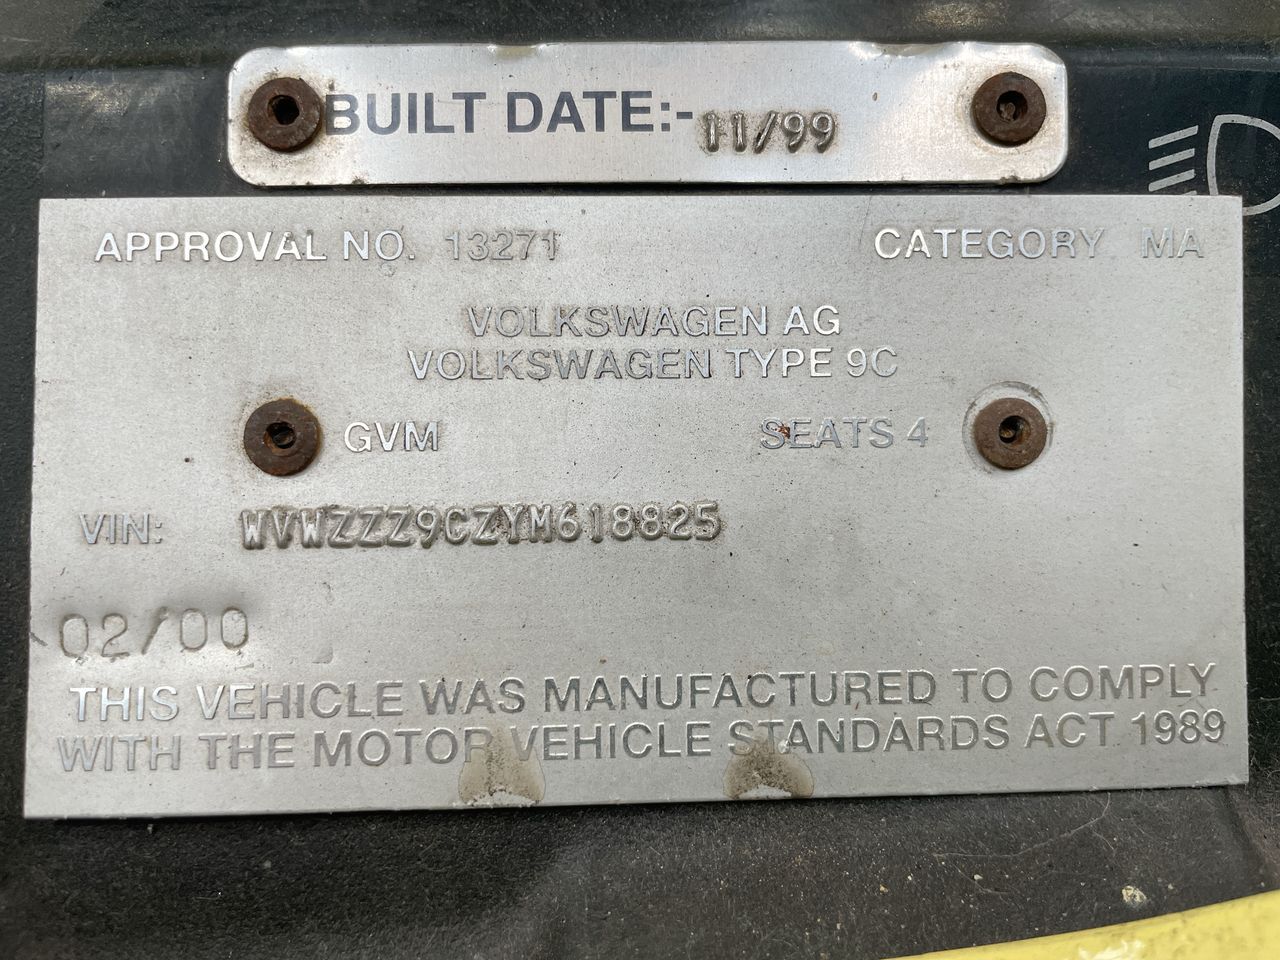 BUILT DATE:- 11/99
APPROVAL NO. 13271 CATEGORY MA
VOLKSWAGEN AG
VOLKSWAGEN TYPE 9C
GVM SEATS 4
VIN: WVWZZZ9CZYM618825
02/00
THIS VEHICLE WAS MANUFACTURED TO COMPLY
WITH THE MOTOR VEHICLE STANDARDS ACT 1989